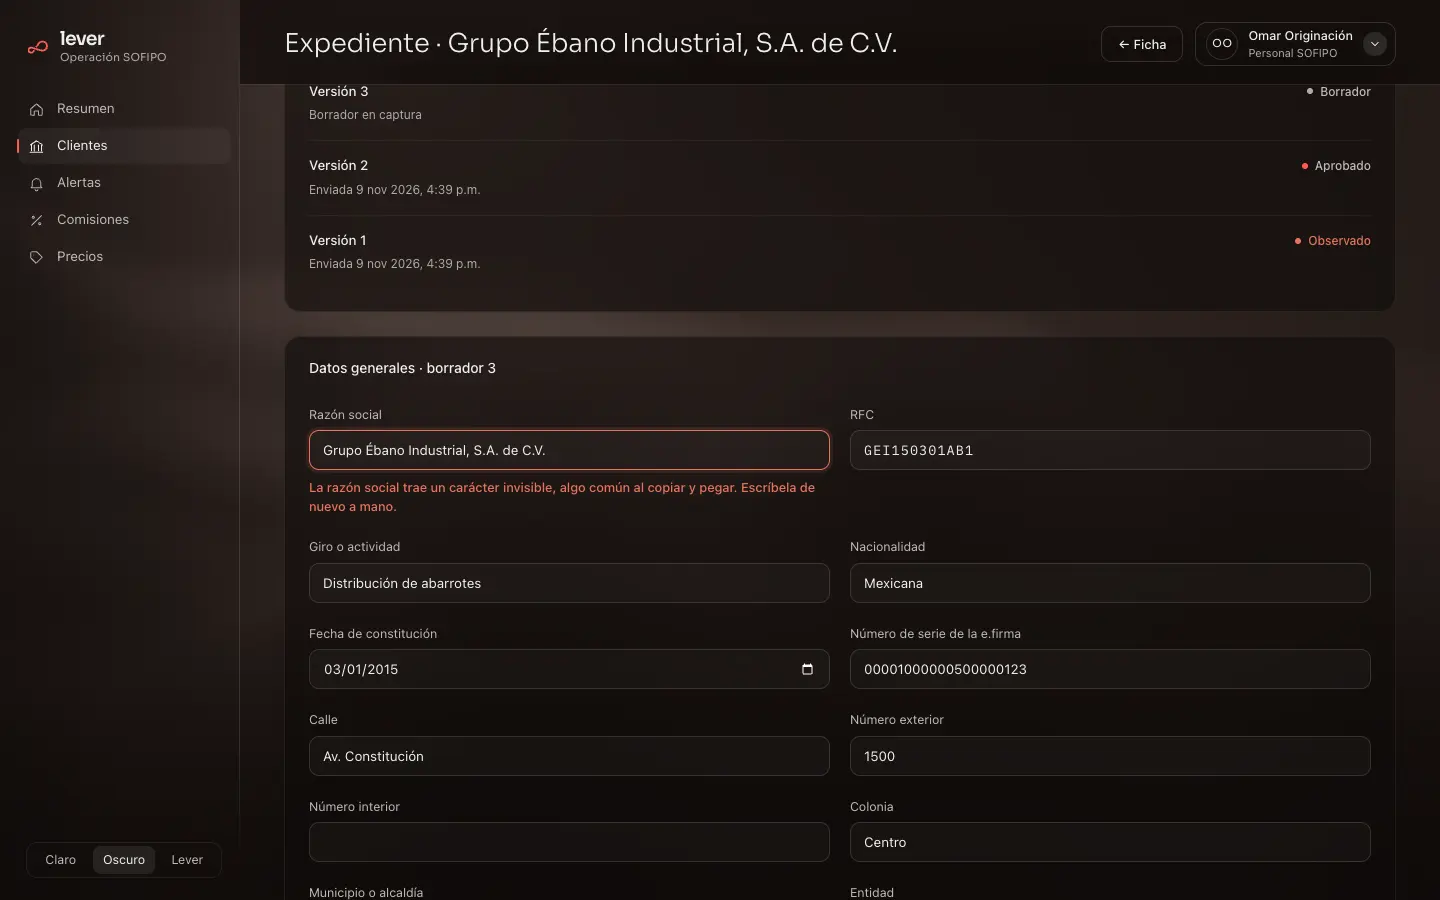 lever
Operación SOFIPO
Resumen
Clientes
Alertas
Comisiones
Precios
Claro
Oscuro
Lever
Expediente · Grupo Ébano Industrial, S.A. de C.V.
← Ficha
OO
Omar Originación
Personal SOFIPO
Versión 3
Borrador
Borrador en captura
Versión 2
Aprobado
Enviada 9 nov 2026, 4:39 p.m.
Versión 1
Observado
Enviada 9 nov 2026, 4:39 p.m.
Datos generales · borrador 3
Razón social
RFC
Grupo Ébano Industrial, S.A. de C.V.
GEI150301AB1
La razón social trae un carácter invisible, algo común al copiar y pegar. Escríbela de
nuevo a mano.
Giro o actividad
Nacionalidad
Distribución de abarrotes
Mexicana
Fecha de constitución
Número de serie de la e.firma
03/01/2015
00001000000500000123
Calle
Número exterior
Av. Constitución
1500
Número interior
Colonia
Centro
Municipio o alcaldía
Entidad